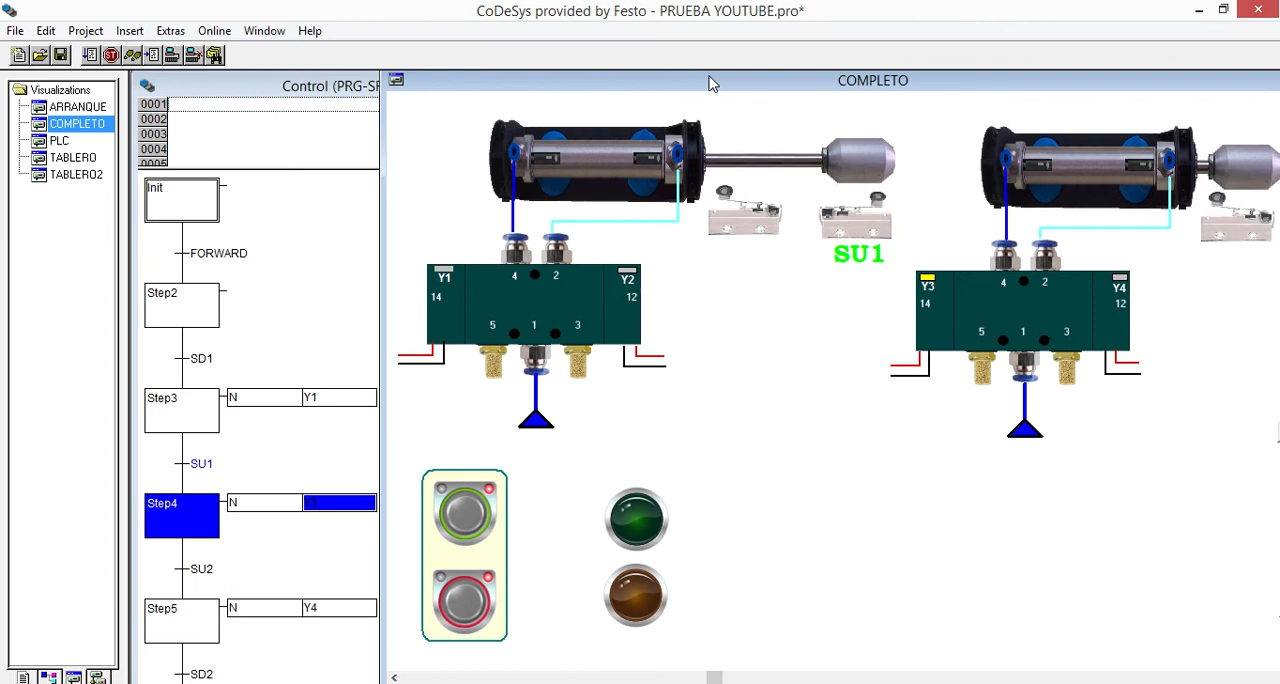 CoDeSys provided by Festo - PRUEBA YOUTUBE.pro*
File Edit Project Insert Extras Online Window Help
Visualizations
ARRANQUE
COMPLETO
PLC
TABLERO
TABLERO2
Control (PRG-SF
0001
0002
0003
0004
0005
Init
FORWARD
Step2
SD1
Step3 N Y1
SU1
Step4 N Y3
SU2
Step5 N Y4
SD2
COMPLETO
SU1
Y1 4 2 Y2
14 12
5 1 3
Y3 4 2 Y4
14 12
5 1 3